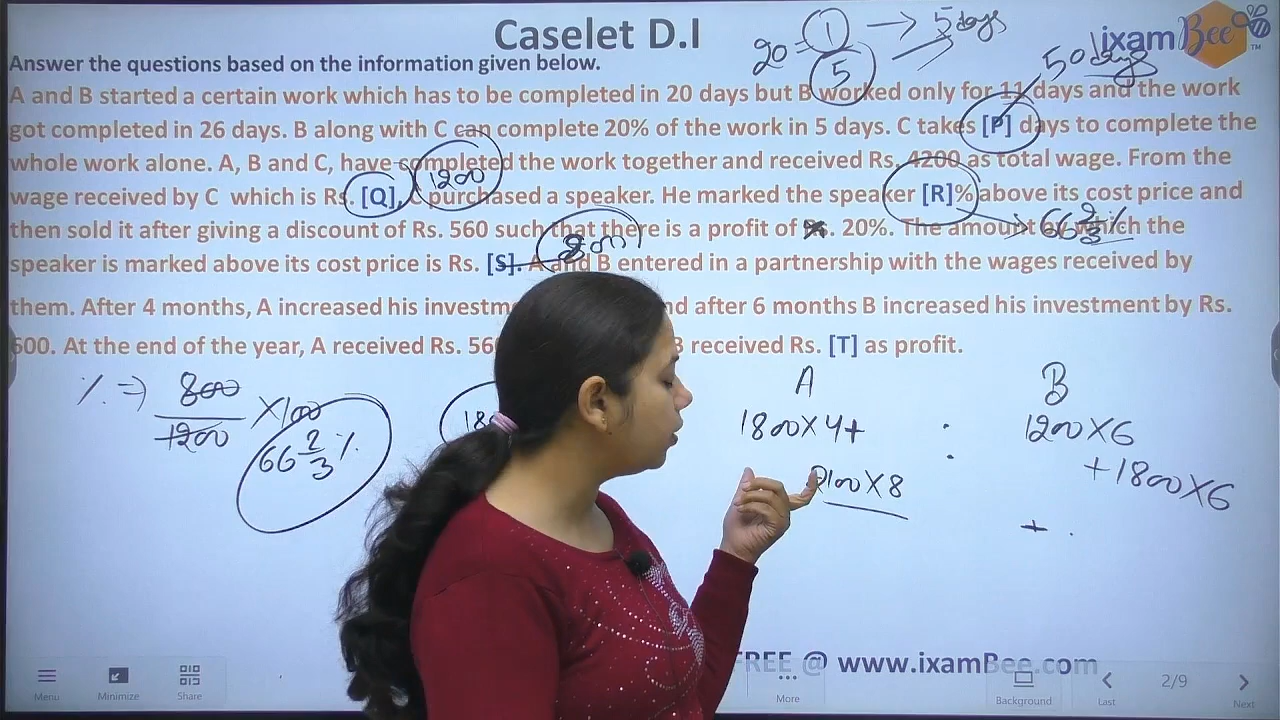 Caselet D.I
20 = 1/5 → 5 days
ixamBee™
50 days
Answer the questions based on the information given below.
A and B started a certain work which has to be completed in 20 days but B worked only for 11 days and the work
got completed in 26 days. B along with C can complete 20% of the work in 5 days. C takes [P] days to complete the
whole work alone. A, B and C, have completed the work together and received Rs. 4200 as total wage. From the
wage received by C which is Rs. [Q], C purchased a speaker. He marked the speaker [R]% above its cost price and
1200
then sold it after giving a discount of Rs. 560 such that there is a profit of 20%. The amount which the
66 2/3 %
speaker is marked above its cost price is Rs. [S]. A and B entered in a partnership with the wages received by
800
them. After 4 months, A increased his and after 6 months B increased his investment by Rs.
600. At the end of the year, A received Rs. B received Rs. [T] as profit.
% ⇒ 800/1200 × 100
66 2/3 %
A B
1800 × 4 + : 1200 × 6
2100 × 8 + 1800 × 6
+
FREE @ www.ixamBee.com
Menu Minimize Share More Background Last 2/9 Next